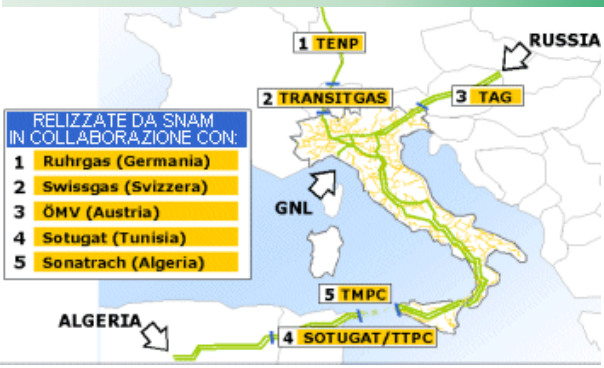 1 TENP
RUSSIA
2 TRANSITGAS
3 TAG
RELIZZATE DA SNAM
IN COLLABORAZIONE CON:
1 Ruhrgas (Germania)
2 Swissgas (Svizzera)
3 ÖMV (Austria)
4 Sotugat (Tunisia)
5 Sonatrach (Algeria)
GNL
5 TMPC
ALGERIA
4 SOTUGAT/TTPC